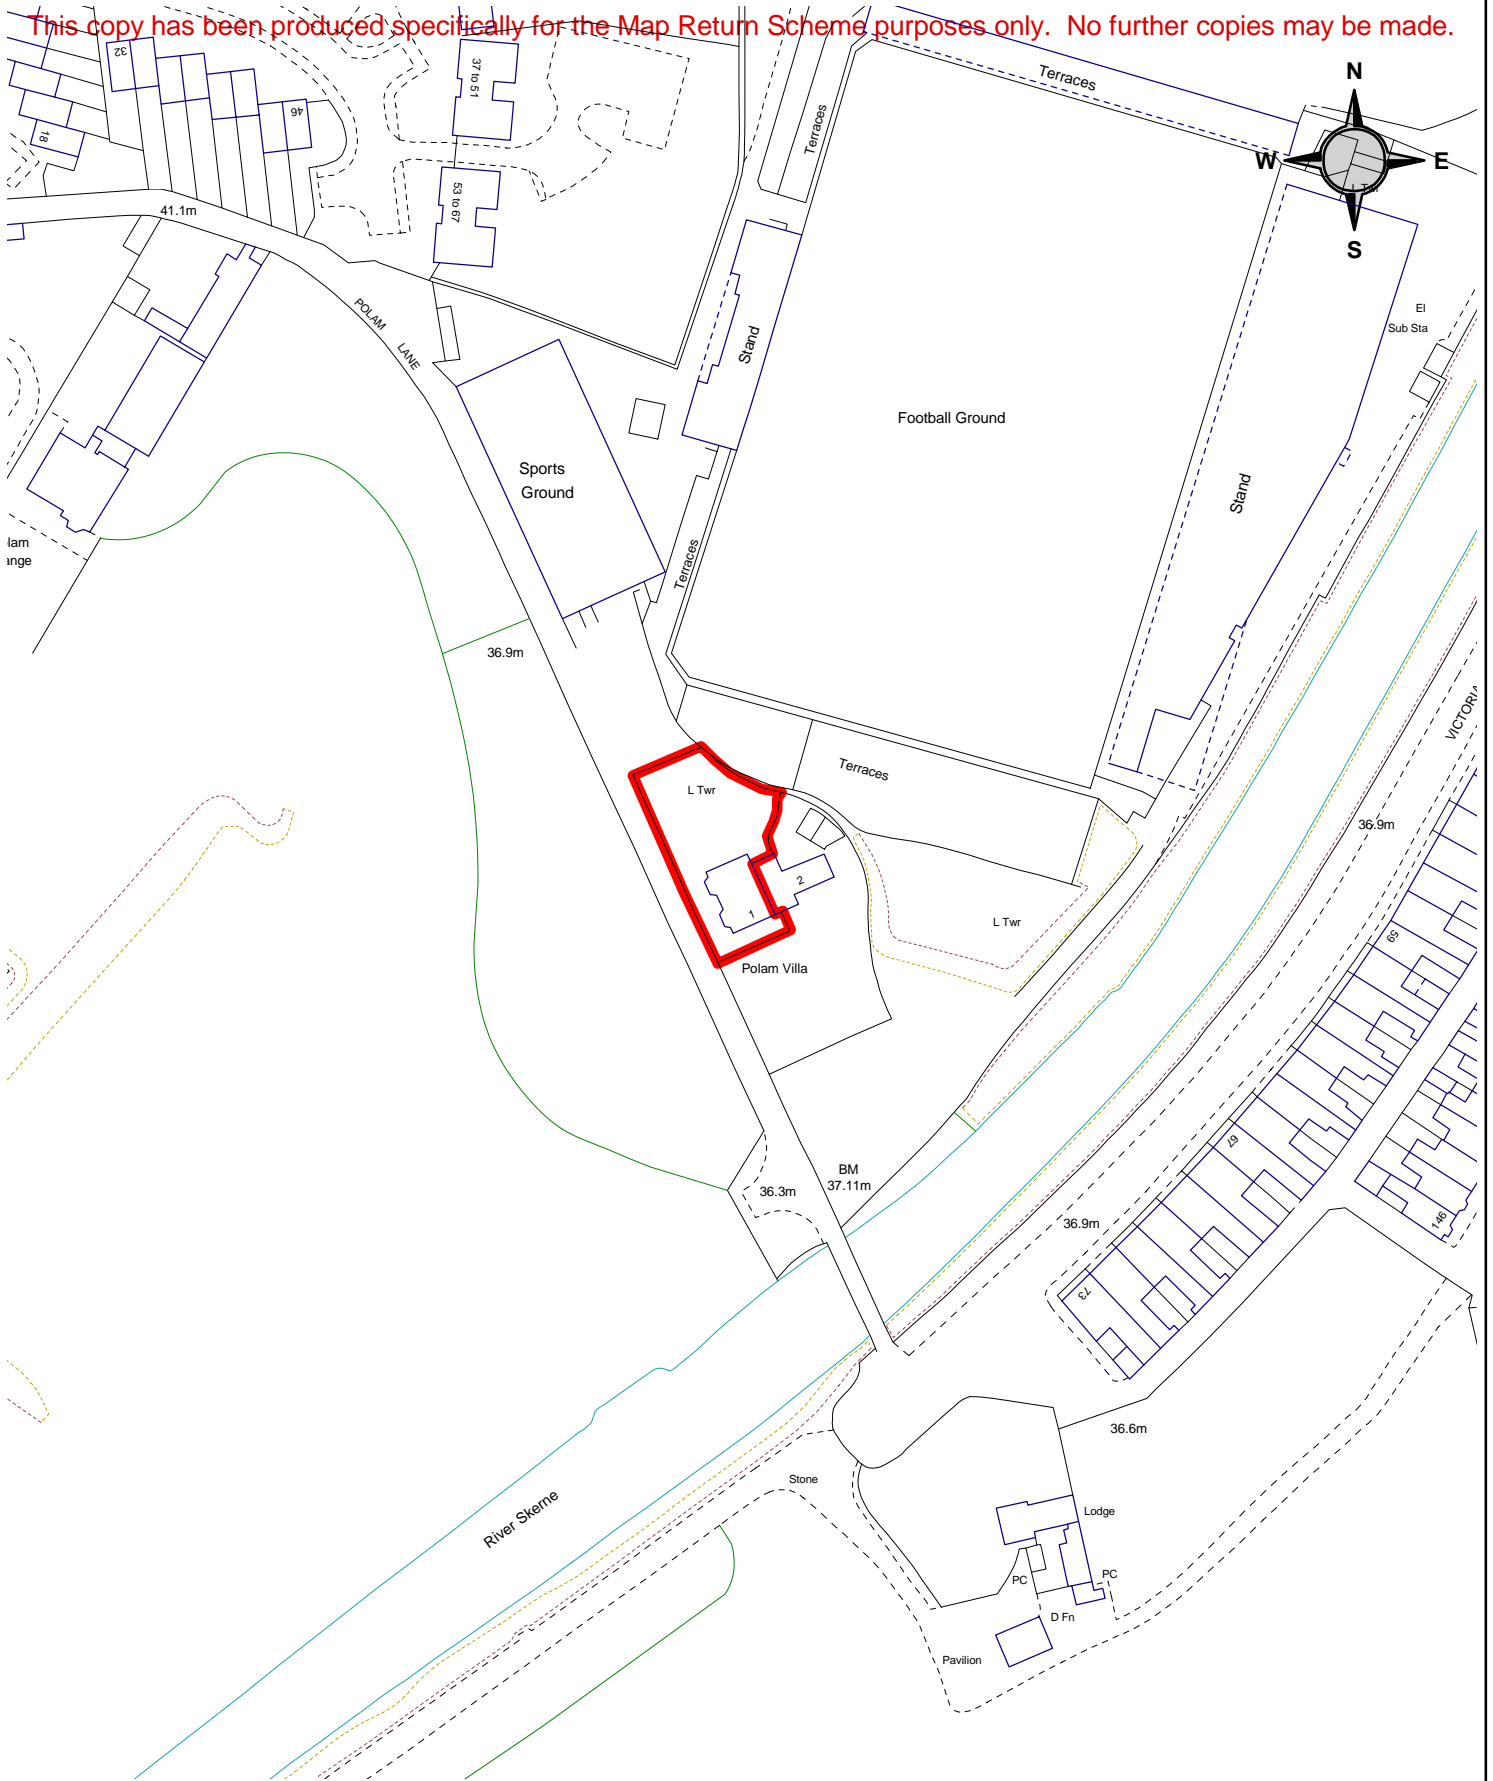 This copy has been produced specifically for the Map Return Scheme purposes only. No further copies may be made.
32
46
18
37 to 51
53 to 67
41.1m
Terraces
Terraces
N
W
E
S
L Twr
POLAM
LANE
Stand
El
Sub Sta
Football Ground
Sports
Ground
Stand
lam
ange
Terraces
36.9m
VICTORIA
Terraces
L Twr
36.9m
2
1
L Twr
59
Polam Villa
67
BM
37.11m
36.3m
36.9m
146
73
36.6m
Stone
River Skerne
Lodge
PC
PC
D Fn
Pavilion